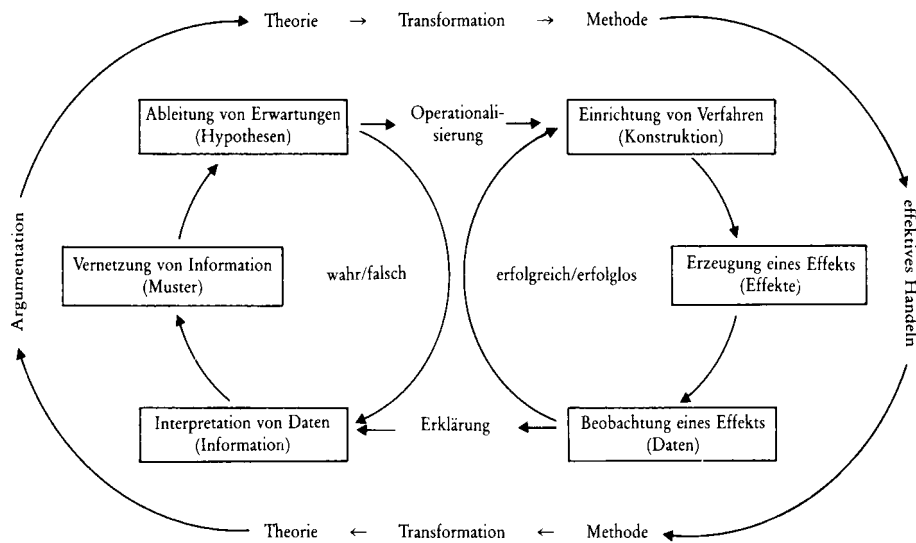 Theorie → Transformation → Methode
Ableitung von Erwartungen
(Hypothesen)
Operationali-
sierung
Einrichtung von Verfahren
(Konstruktion)
Argumentation
Vernetzung von Information
(Muster)
wahr/falsch
erfolgreich/erfolglos
Erzeugung eines Effekts
(Effekte)
effektives Handeln
Interpretation von Daten
(Information)
Erklärung
Beobachtung eines Effekts
(Daten)
Theorie ← Transformation ← Methode